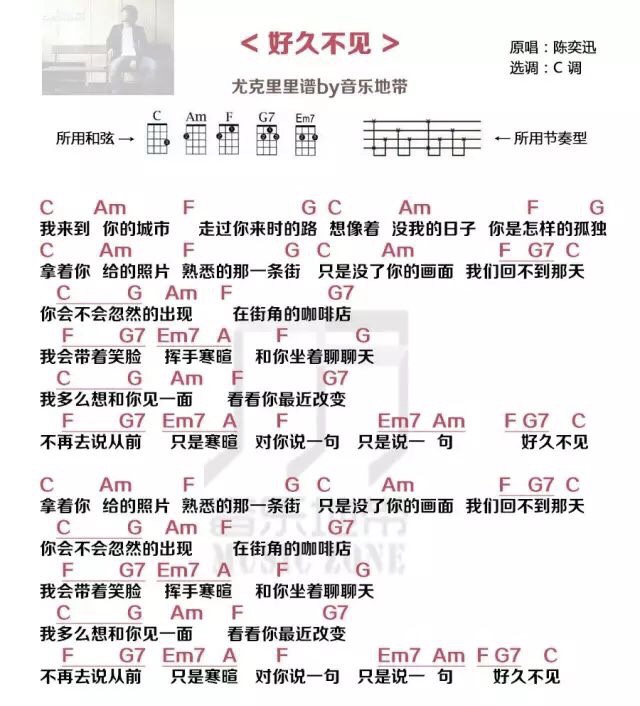 < 好久不见 >
原唱：陈奕迅
选调：C 调
尤克里里谱by音乐地带
C Am F G7 Em7
所用和弦→
←所用节奏型
C Am F G C Am F G
我来到 你的城市 走过你来时的路 想像着 没我的日子 你是怎样的孤独
C Am F G C Am F G7 C
拿着你 给的照片 熟悉的那一条街 只是没了你的画面 我们回不到那天
C G Am F G7
你会不会忽然的出现 在街角的咖啡店
F G7 Em7 A F G
我会带着笑脸 挥手寒暄 和你坐着聊聊天
C G Am F G7
我多么想和你见一面 看看你最近改变
F G7 Em7 A F Em7 Am F G7 C
不再去说从前 只是寒暄 对你说一句 只是说一 句 好久不见
C Am F G C Am F G7 C
拿着你 给的照片 熟悉的那一条街 只是没了你的画面 我们回不到那天
C G Am F G7
你会不会忽然的出现 在街角的咖啡店
F G7 Em7 A F G
我会带着笑脸 挥手寒暄 和你坐着聊聊天
C G Am F G7
我多么想和你见一面 看看你最近改变
F G7 Em7 A F Em7 Am F G7 C
不再去说从前 只是寒暄 对你说一句 只是说一 句 好久不见
音乐地带
MUSIC ZONE